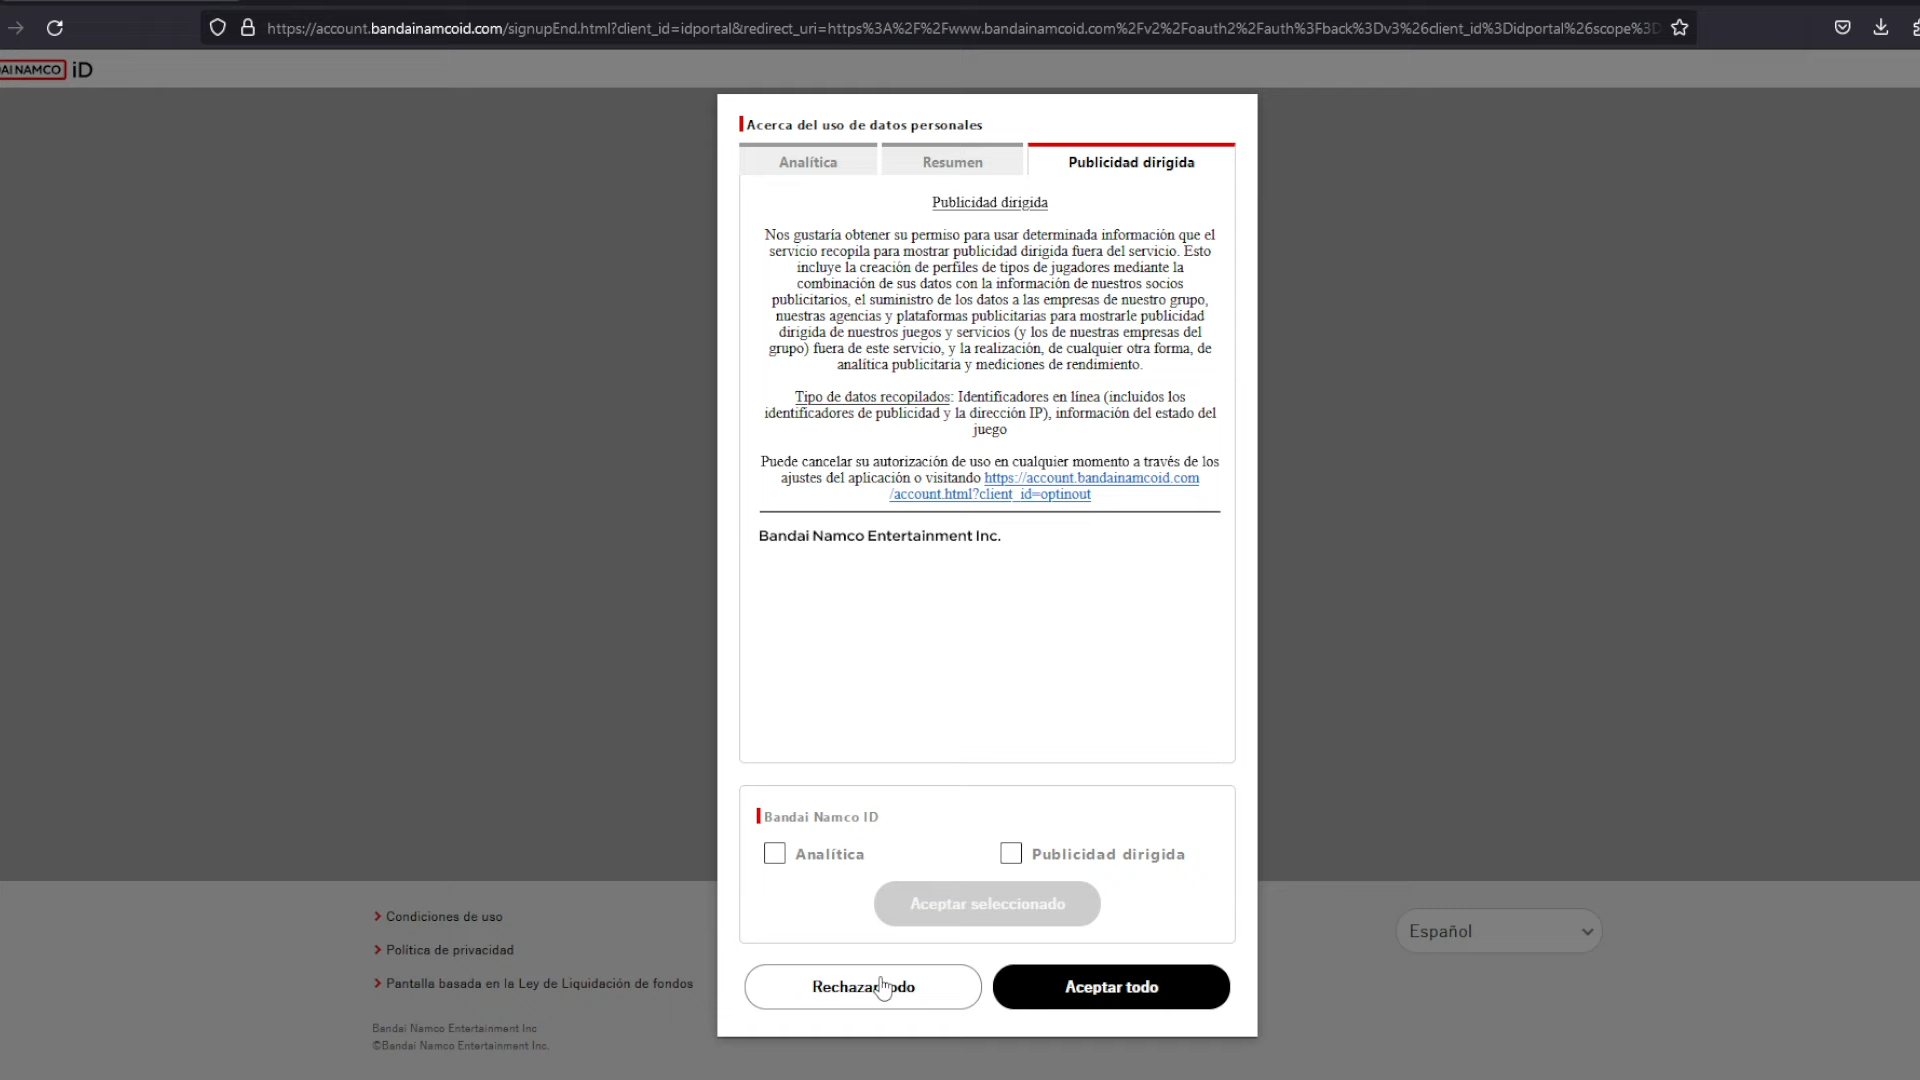 https://account.bandainamcoid.com/signupEnd.html?client_id=idportal&redirect_uri=https%3A%2F%2Fwww.bandainamcoid.com%2Fv2%2Foauth2%2Fauth%3Fback%3Dv3%26client_id%3Didportal%26scope%3D
DAI NAMCO iD
Acerca del uso de datos personales
Analítica
Resumen
Publicidad dirigida
Publicidad dirigida
Nos gustaría obtener su permiso para usar determinada información que el
servicio recopila para mostrar publicidad dirigida fuera del servicio. Esto
incluye la creación de perfiles de tipos de jugadores mediante la
combinación de sus datos con la información de nuestros socios
publicitarios, el suministro de los datos a las empresas de nuestro grupo,
nuestras agencias y plataformas publicitarias para mostrarle publicidad
dirigida de nuestros juegos y servicios (y los de nuestras empresas del
grupo) fuera de este servicio, y la realización, de cualquier otra forma, de
analítica publicitaria y mediciones de rendimiento.
Tipo de datos recopilados: Identificadores en línea (incluidos los
identificadores de publicidad y la dirección IP), información del estado del
juego
Puede cancelar su autorización de uso en cualquier momento a través de los
ajustes del aplicación o visitando https://account.bandainamcoid.com
/account.html?client_id=optinout
Bandai Namco Entertainment Inc.
Bandai Namco ID
Analítica
Publicidad dirigida
Aceptar seleccionado
Rechazar todo
Aceptar todo
Condiciones de uso
Política de privacidad
Pantalla basada en la Ley de Liquidación de fondos
Español
Bandai Namco Entertainment Inc
©Bandai Namco Entertainment Inc.